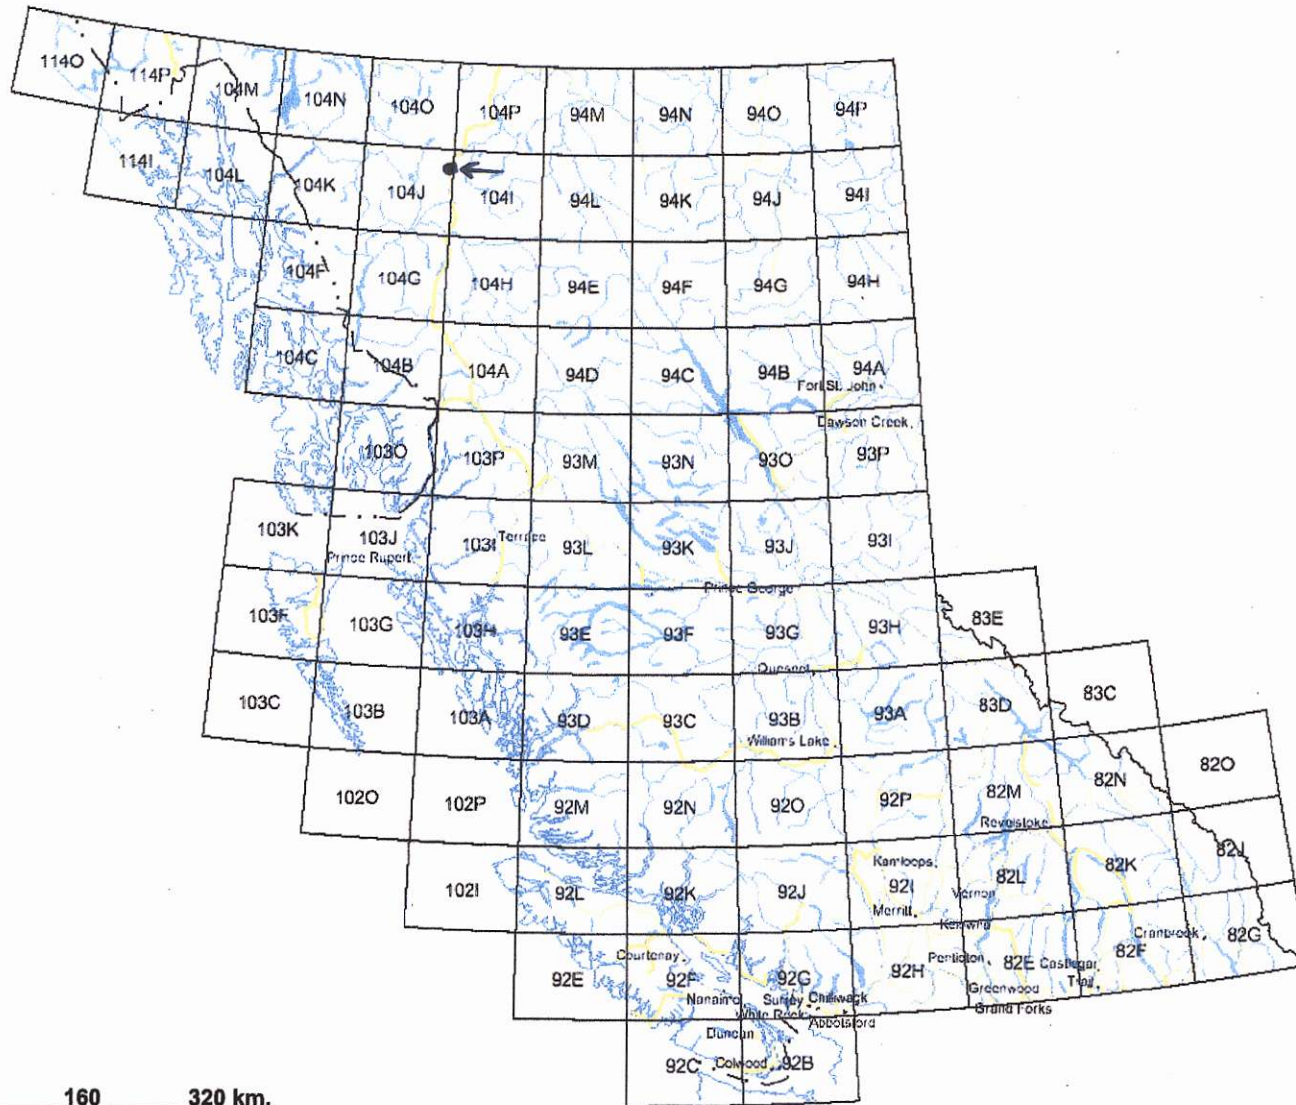 114O 114P 104M 104N 104O 104P 94M 94N 94O 94P
114I 104L 104K 104J 104I 94L 94K 94J 94I
104F 104G 104H 94E 94F 94G 94H
104C 104B 104A 94D 94C 94B 94A
Fort St. John
Dawson Creek
103O 103P 93M 93N 93O 93P
103K 103J 103I Terrace 93L 93K 93J 93I
Prince Rupert
Prince George
103F 103G 103H 93E 93F 93G 93H 83E
Quesnel
103C 103B 103A 93D 93C 93B 93A 83D 83C
Williams Lake
102O 102P 92M 92N 92O 92P 82M 82N 82O
Revelstoke
Kamloops
102I 92L 92K 92J 92I 82L 82K 82J
Vernon
Merritt
Kelowna
Cranbrook
Courtenay Penticton Castlegar
92E 92F 92G 92H 82E 82F 82G
Trail
Greenwood
Nanaimo Surrey Chilliwack
Grand Forks
White Rock Abbotsford
Duncan
92C Colwood 92B
160 320 km.